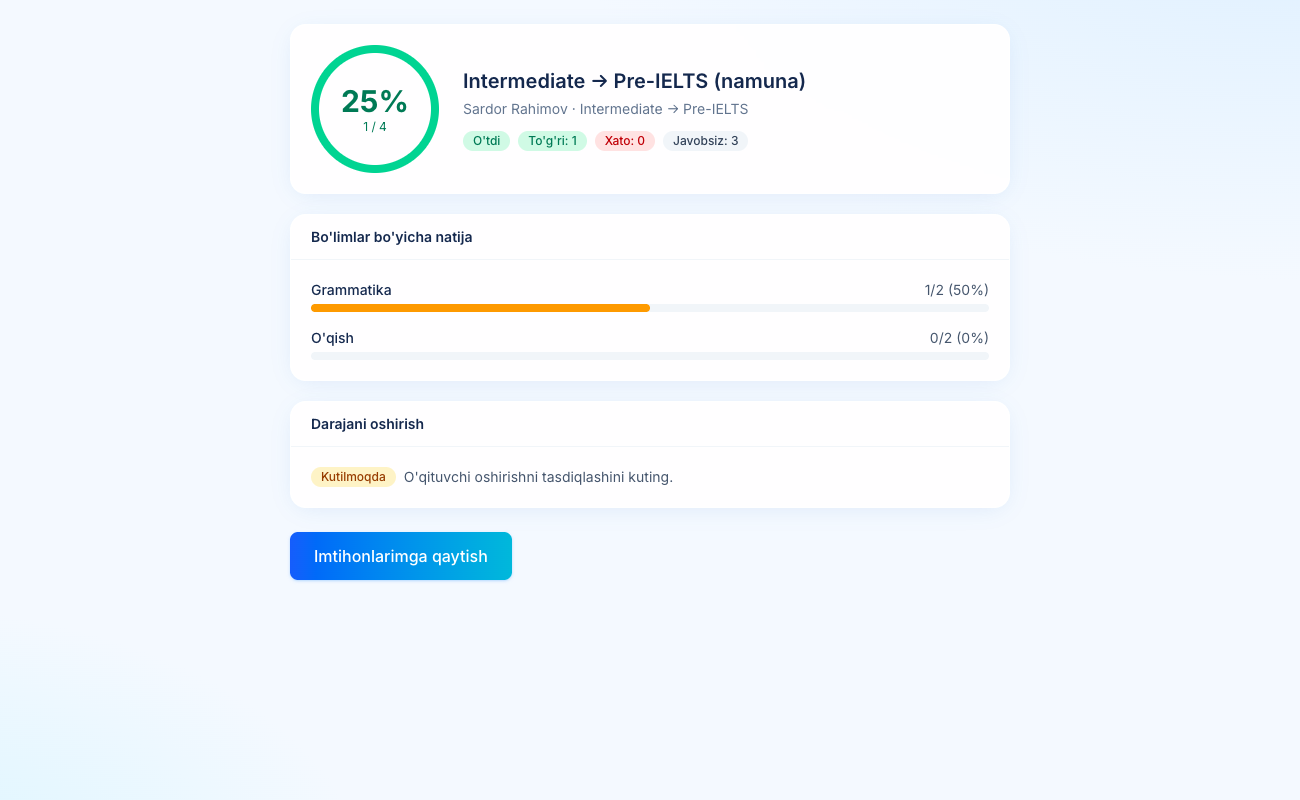 25%
1 / 4
Intermediate → Pre-IELTS (namuna)
Sardor Rahimov · Intermediate → Pre-IELTS
O'tdi To'g'ri: 1 Xato: 0 Javobsiz: 3
Bo'limlar bo'yicha natija
Grammatika 1/2 (50%)
O'qish 0/2 (0%)
Darajani oshirish
Kutilmoqda O'qituvchi oshirishni tasdiqlashini kuting.
Imtihonlarimga qaytish